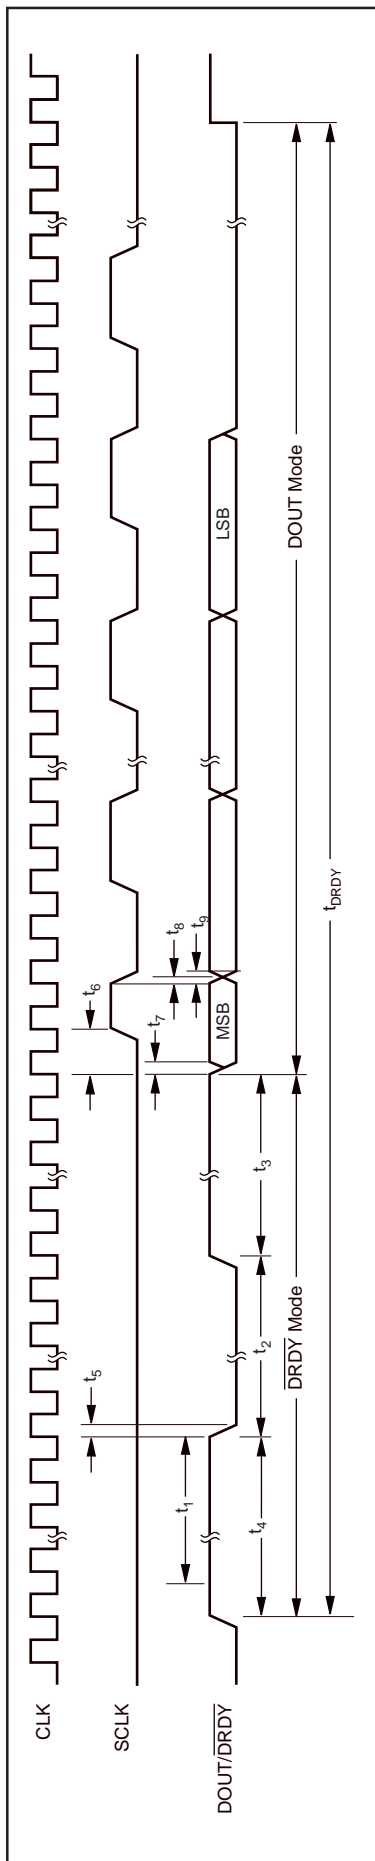 CLK
SCLK
DOUT/DRDY
t4
t1
t5
t2
t3
t6
t7
t8
t9
MSB
LSB
DRDY Mode
DOUT Mode
tDRDY